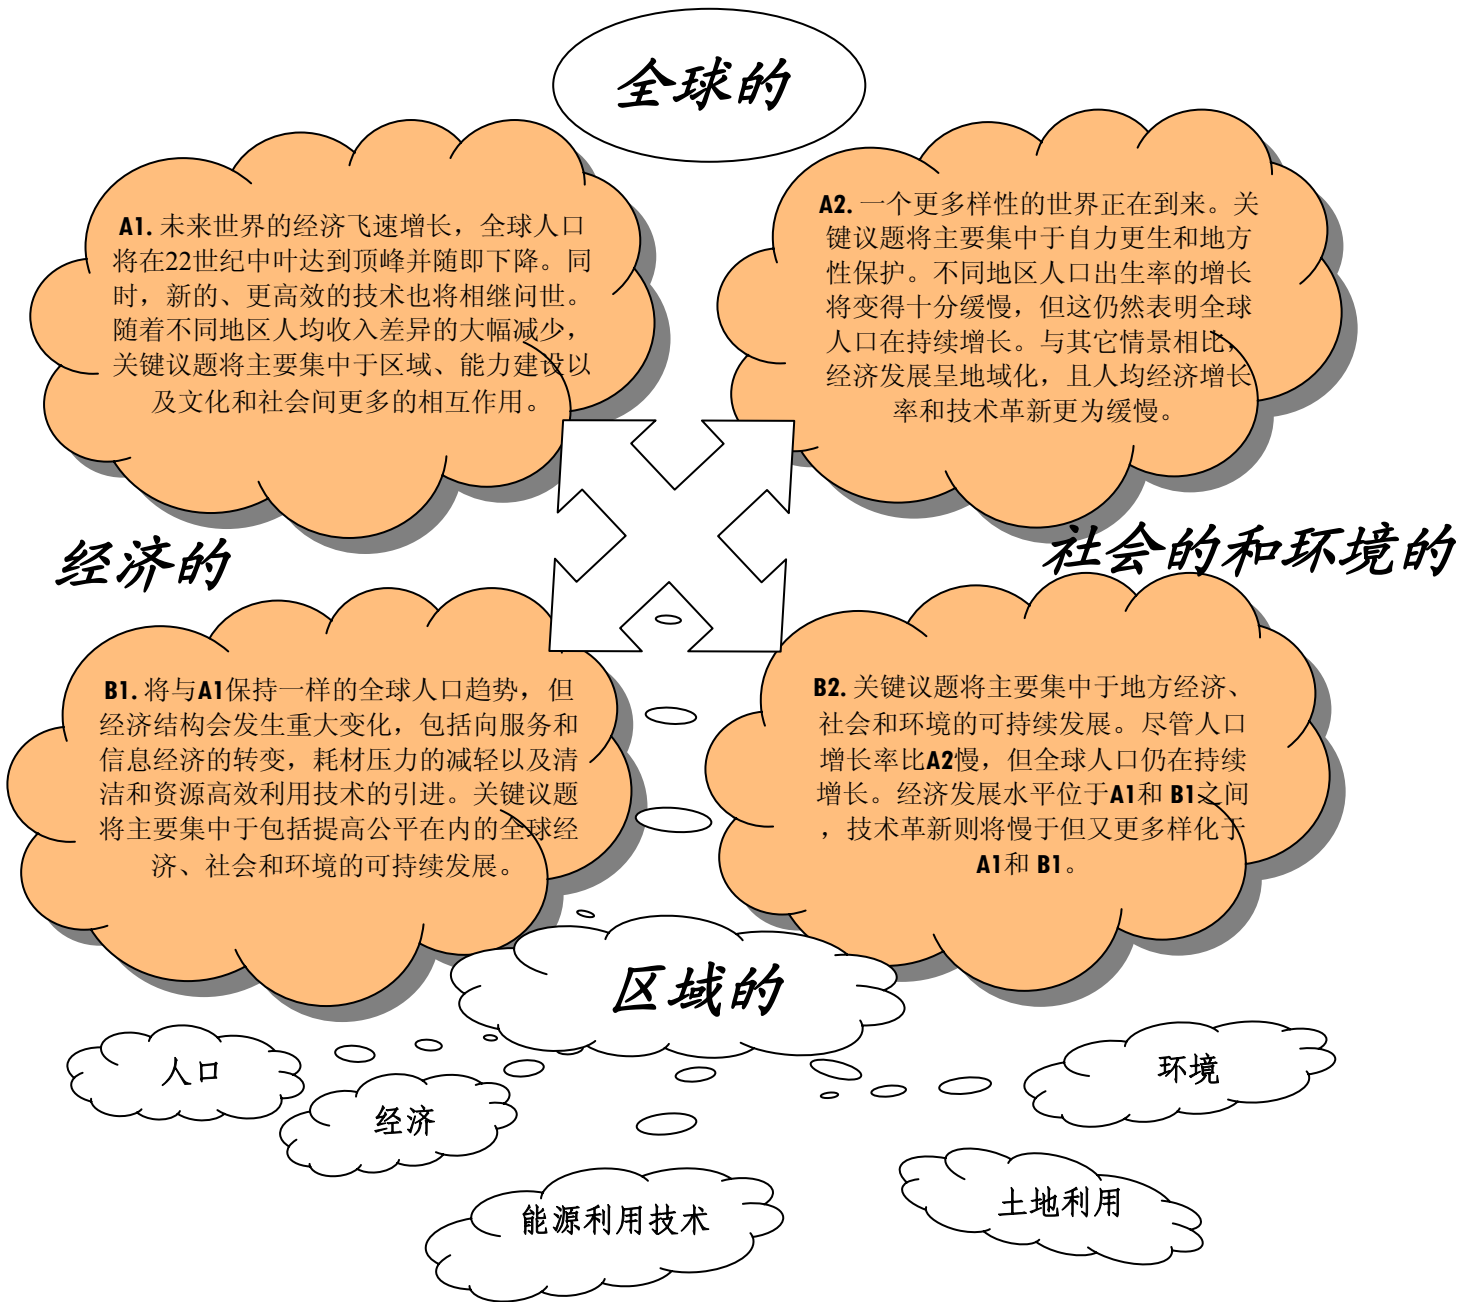 全球的
A1. 未来世界的经济飞速增长，全球人口
将在22世纪中叶达到顶峰并随即下降。同
时，新的、更高效的技术也将相继问世。
随着不同地区人均收入差异的大幅减少，
关键议题将主要集中于区域、能力建设以
及文化和社会间更多的相互作用。
A2. 一个更多样性的世界正在到来。关
键议题将主要集中于自力更生和地方
性保护。不同地区人口出生率的增长
将变得十分缓慢，但这仍然表明全球
人口在持续增长。与其它情景相比，
经济发展呈地域化，且人均经济增长
率和技术革新更为缓慢。
经济的
社会的和环境的
B1. 将与A1保持一样的全球人口趋势，但
经济结构会发生重大变化，包括向服务和
信息经济的转变，耗材压力的减轻以及清
洁和资源高效利用技术的引进。关键议题
将主要集中于包括提高公平在内的全球经
济、社会和环境的可持续发展。
B2. 关键议题将主要集中于地方经济、
社会和环境的可持续发展。尽管人口
增长率比A2慢，但全球人口仍在持续
增长。经济发展水平位于A1和 B1之间
，技术革新则将慢于但又更多样化于
A1和 B1。
区域的
人口
经济
能源利用技术
土地利用
环境